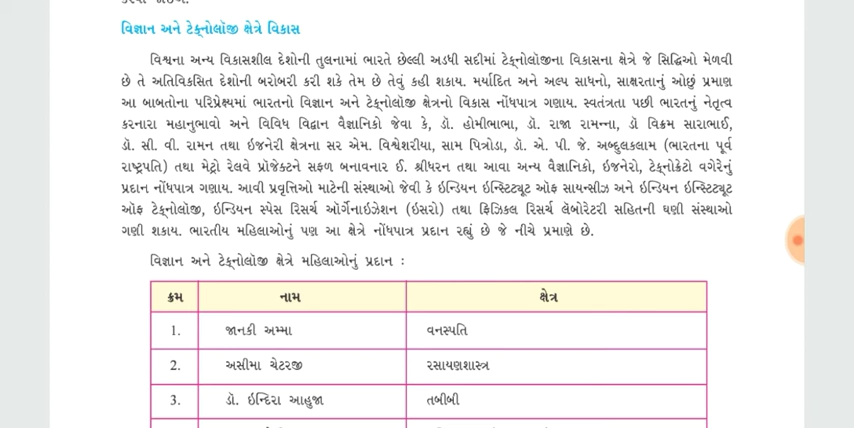 વિજ્ઞાન અને ટેક્નોલૉજી ક્ષેત્રે વિકાસ
વિશ્વના અન્ય વિકાસશીલ દેશોની તુલનામાં ભારતે છેલ્લી અડધી સદીમાં ટેક્નોલૉજીના વિકાસના ક્ષેત્રે જે સિદ્ધિઓ મેળવી
છે તે અતિવિકસિત દેશોની બરોબરી કરી શકે તેમ છે તેવું કહી શકાય. મર્યાદિત અને અલ્પ સાધનો, સાક્ષરતાનું ઓછું પ્રમાણ
આ બાબતોના પરિપ્રેક્ષ્યમાં ભારતનો વિજ્ઞાન અને ટેક્નોલૉજી ક્ષેત્રનો વિકાસ નોંધપાત્ર ગણાય. સ્વતંત્રતા પછી ભારતનું નેતૃત્વ
કરનારા મહાનુભાવો અને વિવિધ વિદ્વાન વૈજ્ઞાનિકો જેવા કે, ડૉ. હોમીભાભા, ડૉ. રાજા રામન્ના, ડૉ વિક્રમ સારાભાઈ,
ડૉ. સી. વી. રામન તથા ઇજનેરી ક્ષેત્રના સર એમ. વિશ્વેશરીયા, સામ પિત્રોડા, ડૉ. એ. પી. જે. અબ્દુલકલામ (ભારતના પૂર્વ
રાષ્ટ્રપતિ) તથા મેટ્રો રેલવે પ્રૉજેક્ટને સફળ બનાવનાર ઈ. શ્રીધરન તથા આવા અન્ય વૈજ્ઞાનિકો, ઇજનેરો, ટેક્નોક્રેટો વગેરેનું
પ્રદાન નોંધપાત્ર ગણાય. આવી પ્રવૃત્તિઓ માટેની સંસ્થાઓ જેવી કે ઇન્ડિયન ઇન્સ્ટિટ્યૂટ ઓફ સાયન્સીઝ અને ઇન્ડિયન ઇન્સ્ટિટ્યૂટ
ઑફ ટેક્નોલૉજી, ઇન્ડિયન સ્પેસ રિસર્ચ ઑર્ગેનાઇઝેશન (ઇસરો) તથા ફિઝિકલ રિસર્ચ લૅબોરેટરી સહિતની ઘણી સંસ્થાઓ
ગણી શકાય. ભારતીય મહિલાઓનું પણ આ ક્ષેત્રે નોંધપાત્ર પ્રદાન રહ્યું છે જે નીચે પ્રમાણે છે.
વિજ્ઞાન અને ટેક્નોલૉજી ક્ષેત્રે મહિલાઓનું પ્રદાન :
ક્રમ નામ ક્ષેત્ર
1. જાનકી અમ્મા વનસ્પતિ
2. અસીમા ચેટરજી રસાયણશાસ્ત્ર
3. ડૉ. ઇન્દિરા આહુજા તબીબી